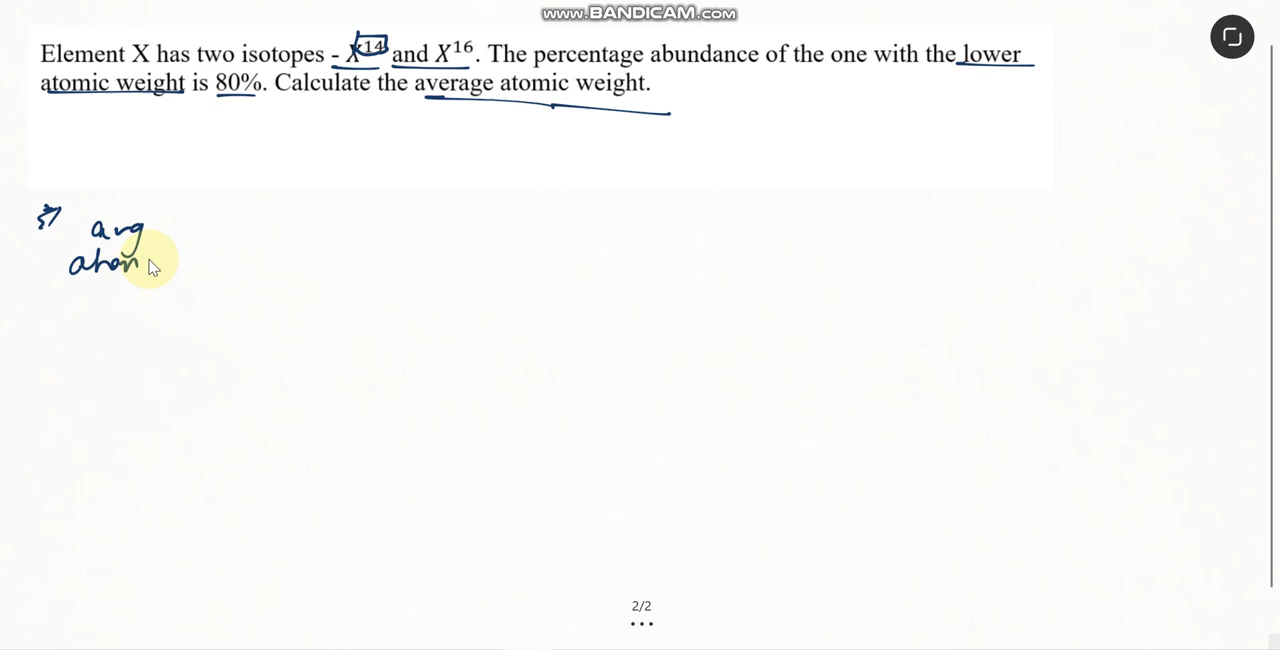 www.BANDICAM.com
Element X has two isotopes - X¹⁴ and X¹⁶. The percentage abundance of the one with the lower
atomic weight is 80%. Calculate the average atomic weight.
avg
atom
2/2